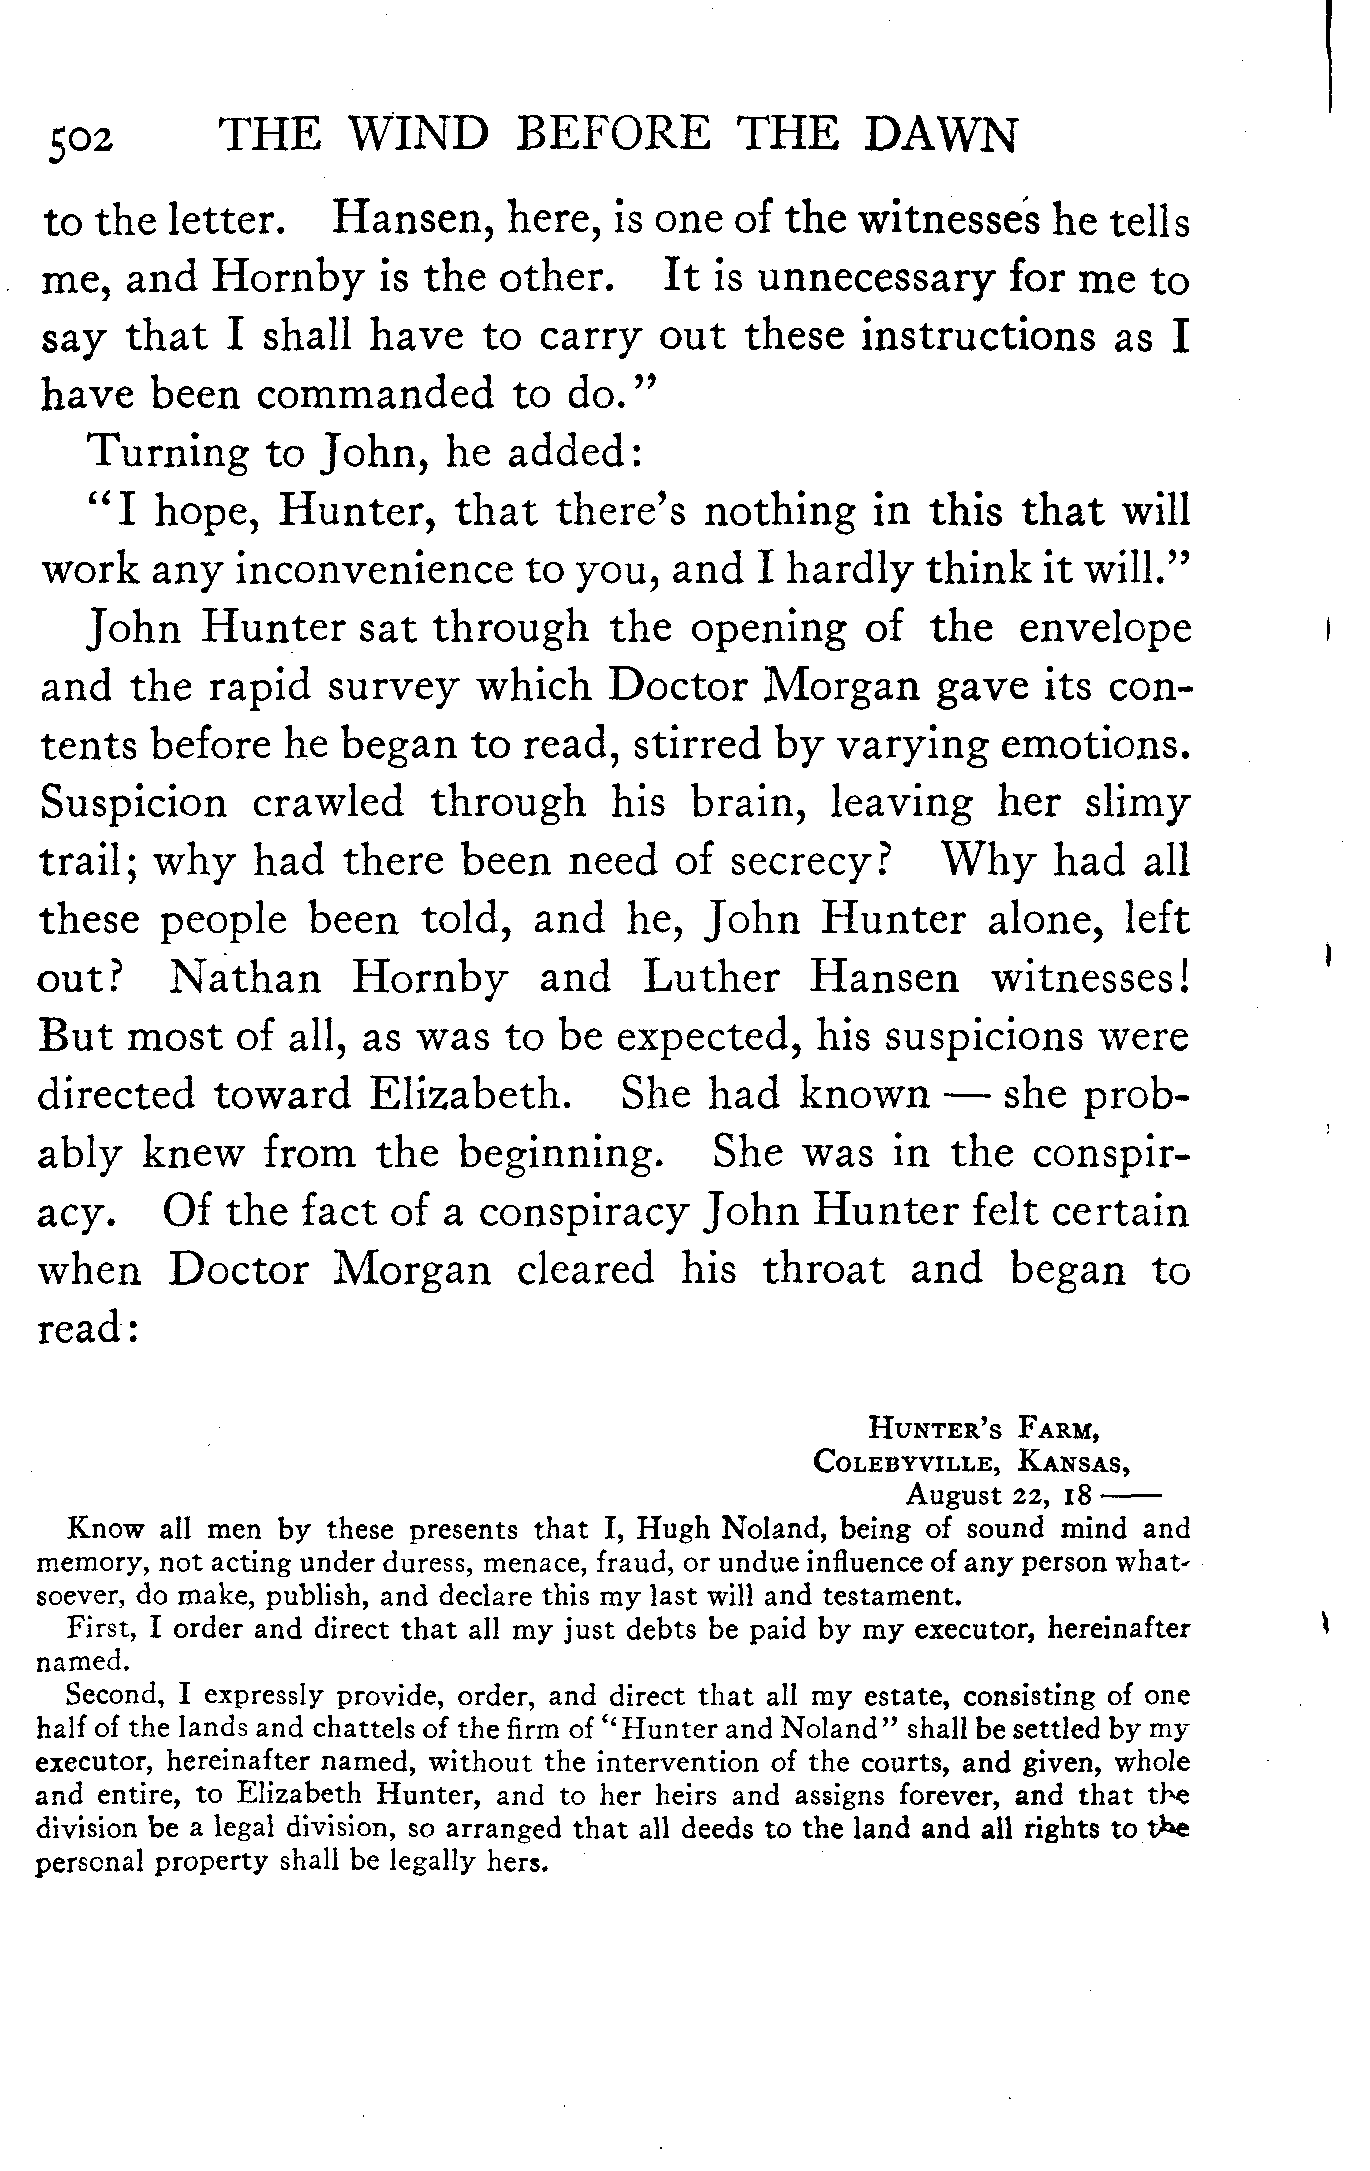 502 THE WIND BEFORE THE DAWN
to the letter. Hansen, here, is one of the witnesses he tells
me, and Hornby is the other. It is unnecessary for me to
say that I shall have to carry out these instructions as I
have been commanded to do."
Turning to John, he added:
"I hope, Hunter, that there's nothing in this that will
work any inconvenience to you, and I hardly think it will."
John Hunter sat through the opening of the envelope
and the rapid survey which Doctor Morgan gave its con-
tents before he began to read, stirred by varying emotions.
Suspicion crawled through his brain, leaving her slimy
trail; why had there been need of secrecy? Why had all
these people been told, and he, John Hunter alone, left
out? Nathan Hornby and Luther Hansen witnesses!
But most of all, as was to be expected, his suspicions were
directed toward Elizabeth. She had known — she prob-
ably knew from the beginning. She was in the conspir-
acy. Of the fact of a conspiracy John Hunter felt certain
when Doctor Morgan cleared his throat and began to
read:
HUNTER'S FARM,
COLEBYVILLE, KANSAS,
August 22, 18——
Know all men by these presents that I, Hugh Noland, being of sound mind and
memory, not acting under duress, menace, fraud, or undue influence of any person what-
soever, do make, publish, and declare this my last will and testament.
First, I order and direct that all my just debts be paid by my executor, hereinafter
named.
Second, I expressly provide, order, and direct that all my estate, consisting of one
half of the lands and chattels of the firm of "Hunter and Noland" shall be settled by my
executor, hereinafter named, without the intervention of the courts, and given, whole
and entire, to Elizabeth Hunter, and to her heirs and assigns forever, and that the
division be a legal division, so arranged that all deeds to the land and all rights to the
personal property shall be legally hers.